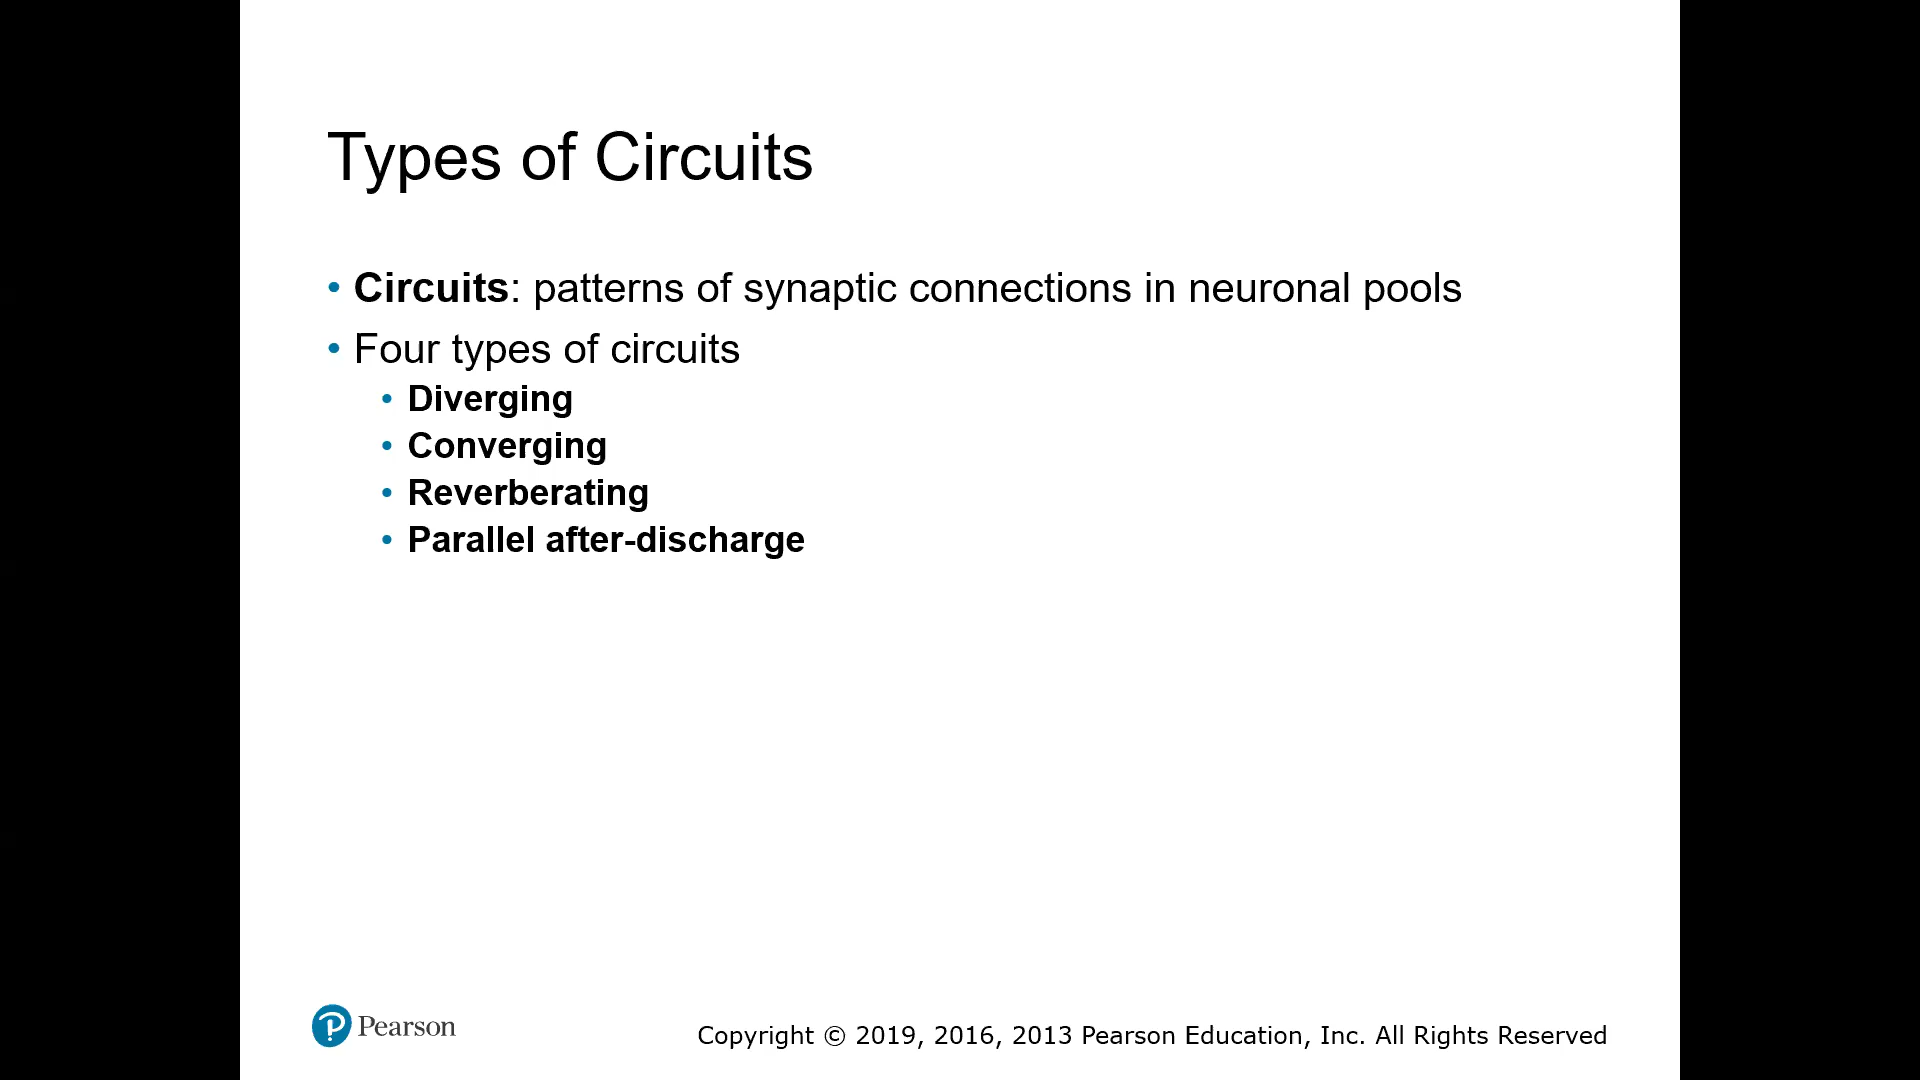 Types of Circuits
• Circuits: patterns of synaptic connections in neuronal pools
• Four types of circuits
• Diverging
• Converging
• Reverberating
• Parallel after-discharge
Pearson
Copyright © 2019, 2016, 2013 Pearson Education, Inc. All Rights Reserved